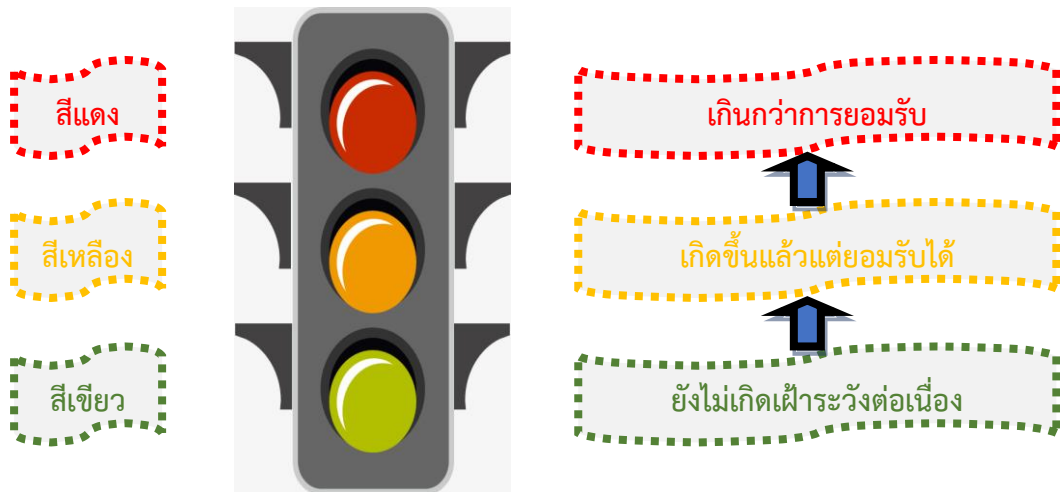 สีแดง
เกินกว่าการยอมรับ
สีเหลือง
เกิดขึ้นแล้วแต่ยอมรับได้
สีเขียว
ยังไม่เกิดเฝ้าระวังต่อเนื่อง